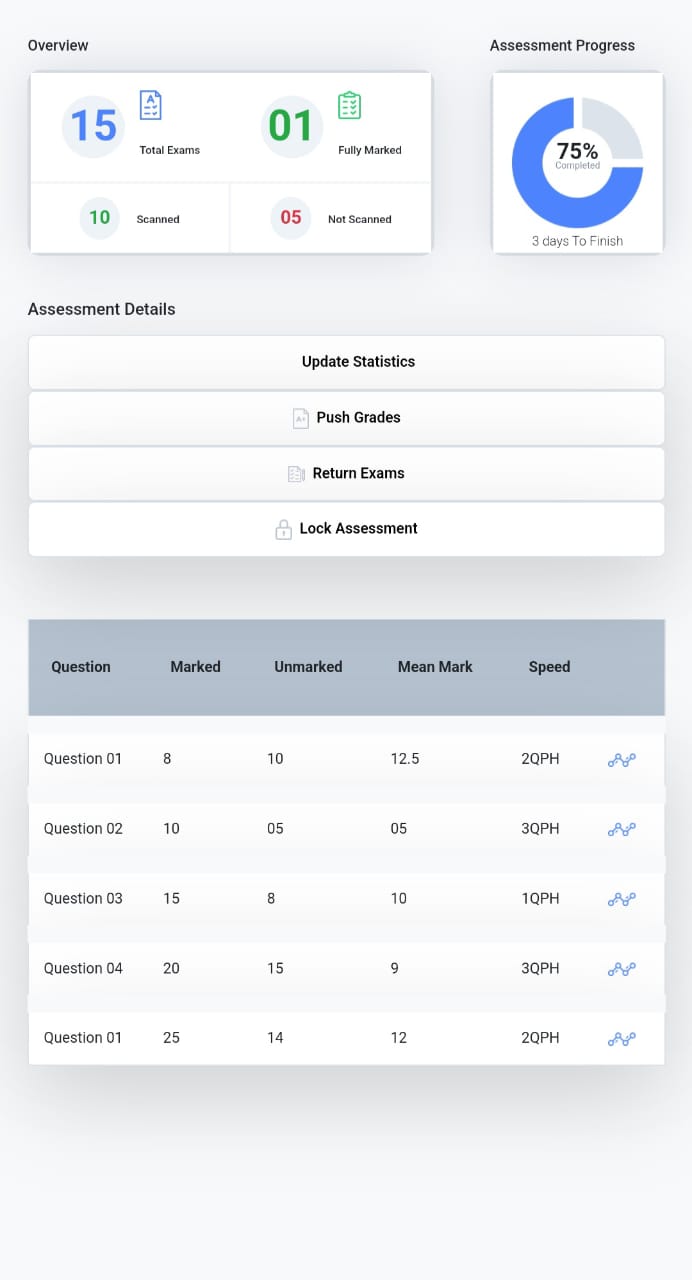 Overview
Assessment Progress
15 Total Exams
01 Fully Marked
10 Scanned
05 Not Scanned
75%
Completed
3 days To Finish
Assessment Details
Update Statistics
A+ Push Grades
Return Exams
Lock Assessment
Question Marked Unmarked Mean Mark Speed
Question 01 8 10 12.5 2QPH
Question 02 10 05 05 3QPH
Question 03 15 8 10 1QPH
Question 04 20 15 9 3QPH
Question 01 25 14 12 2QPH